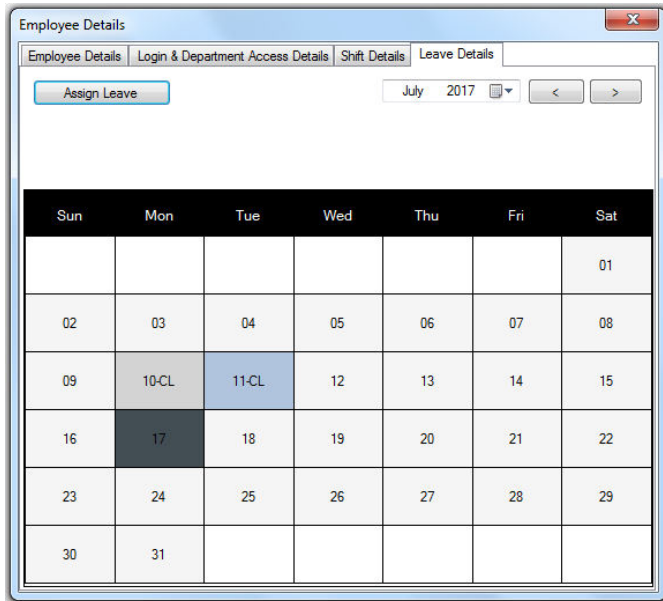 Employee Details
Employee Details Login & Department Access Details Shift Details Leave Details
Assign Leave July 2017 < >
Sun Mon Tue Wed Thu Fri Sat
01
02 03 04 05 06 07 08
09 10-CL 11-CL 12 13 14 15
16 17 18 19 20 21 22
23 24 25 26 27 28 29
30 31